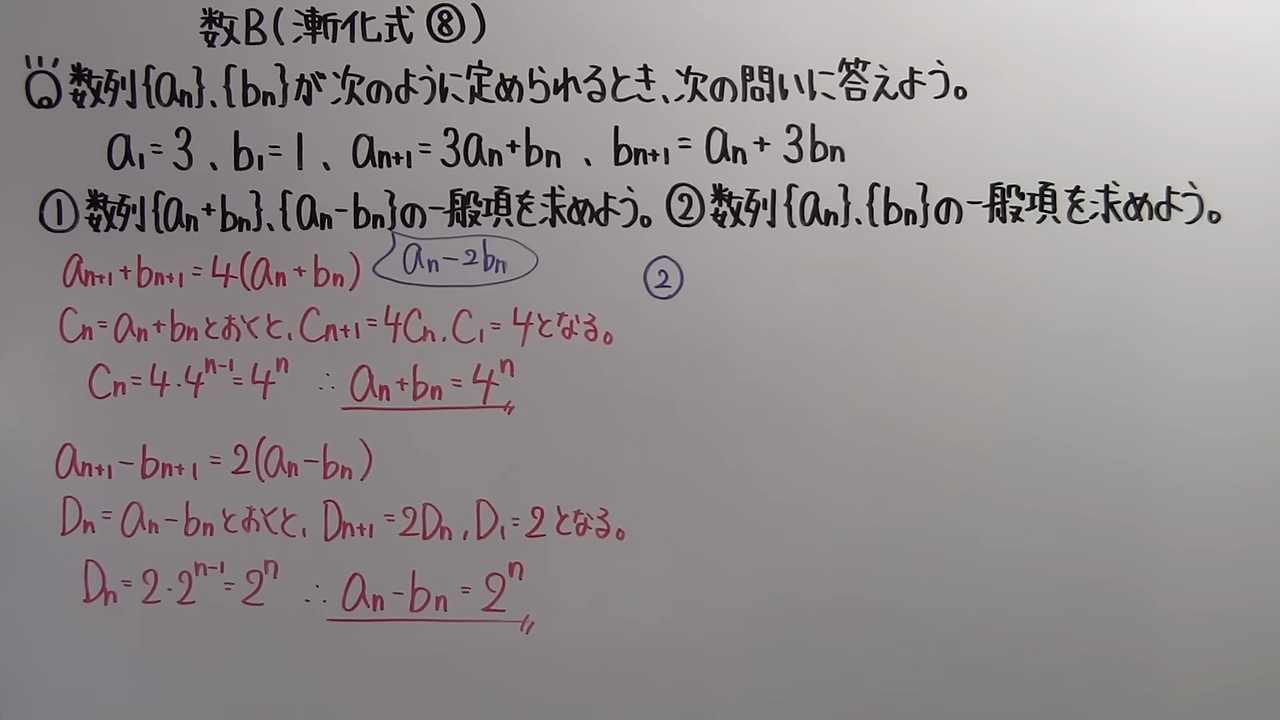 数B(漸化式⑧)
数列{an}、{bn}が次のように定められるとき、次の問いに答えよう。
a1=3、b1=1、an+1=3an+bn、bn+1=an+3bn
①数列{an+bn}、{an-bn}の一般項を求めよう。②数列{an}、{bn}の一般項を求めよう。
an+1+bn+1=4(an+bn) an-2bn
②
Cn=an+bnとおくと、Cn+1=4Cn、C1=4となる。
Cn=4・4^n-1=4^n ∴an+bn=4^n
an+1-bn+1=2(an-bn)
Dn=an-bnとおくと、Dn+1=2Dn、D1=2となる。
Dn=2・2^n-1=2^n ∴an-bn=2^n